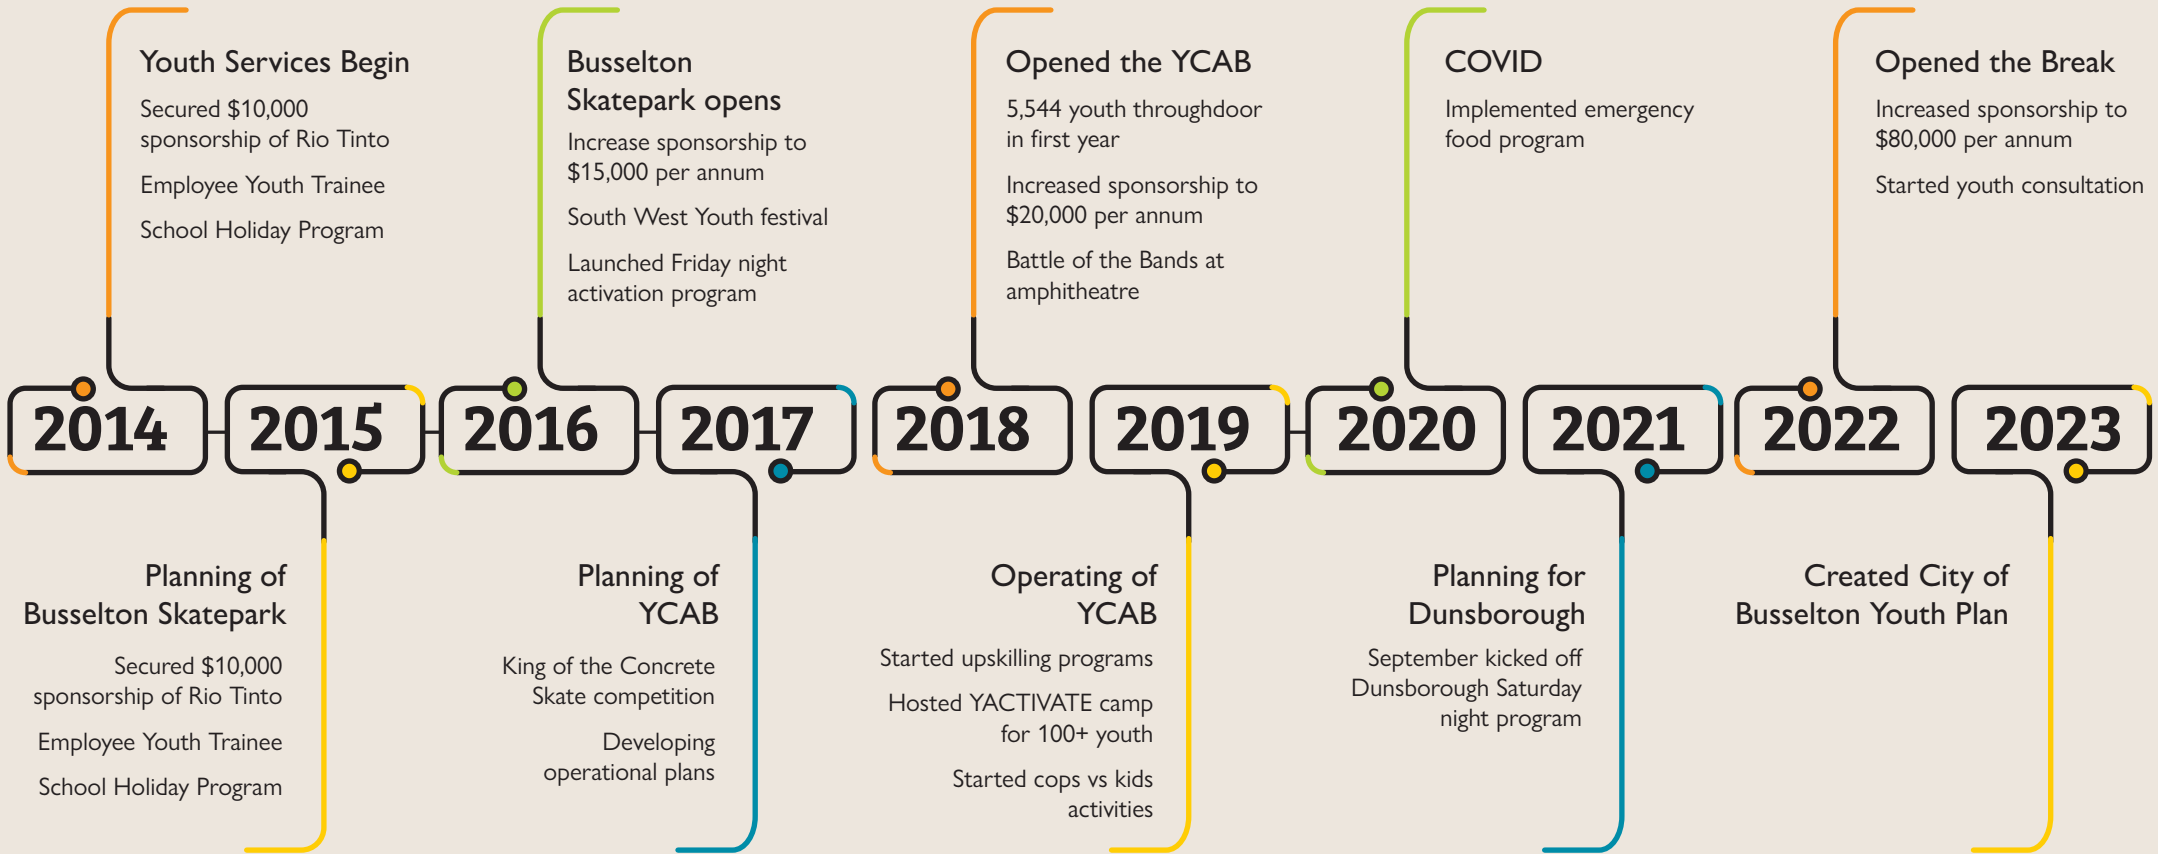 Youth Services Begin
Secured $10,000
sponsorship of Rio Tinto
Employee Youth Trainee
School Holiday Program
Busselton
Skatepark opens
Increase sponsorship to
$15,000 per annum
South West Youth festival
Launched Friday night
activation program
Opened the YCAB
5,544 youth throughdoor
in first year
Increased sponsorship to
$20,000 per annum
Battle of the Bands at
amphitheatre
COVID
Implemented emergency
food program
Opened the Break
Increased sponsorship to
$80,000 per annum
Started youth consultation
2014
2015
2016
2017
2018
2019
2020
2021
2022
2023
Planning of
Busselton Skatepark
Secured $10,000
sponsorship of Rio Tinto
Employee Youth Trainee
School Holiday Program
Planning of
YCAB
King of the Concrete
Skate competition
Developing
operational plans
Operating of
YCAB
Started upskilling programs
Hosted YACTIVATE camp
for 100+ youth
Started cops vs kids
activities
Planning for
Dunsborough
September kicked off
Dunsborough Saturday
night program
Created City of
Busselton Youth Plan